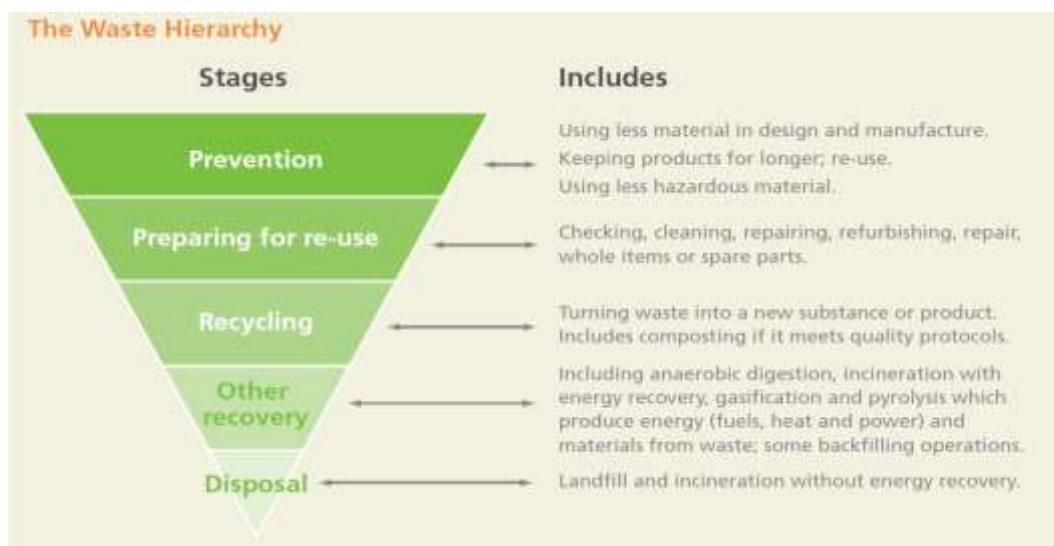 The Waste Hierarchy
Stages
Includes
Prevention
Using less material in design and manufacture.
Keeping products for longer; re-use.
Using less hazardous material.
Preparing for re-use
Checking, cleaning, repairing, refurbishing, repair,
whole items or spare parts.
Recycling
Turning waste into a new substance or product.
Includes composting if it meets quality protocols.
Other
recovery
Including anaerobic digestion, incineration with
energy recovery, gasification and pyrolysis which
produce energy (fuels, heat and power) and
materials from waste; some backfilling operations.
Disposal
Landfill and incineration without energy recovery.